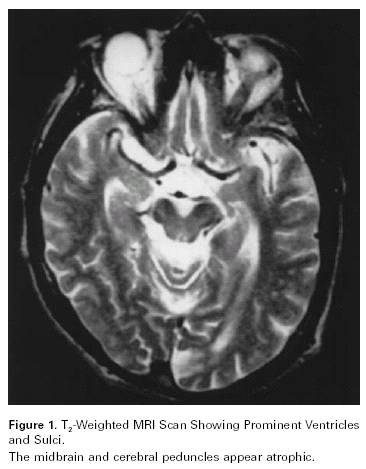 Figure 1. T2-Weighted MRI Scan Showing Prominent Ventricles
and Sulci.
The midbrain and cerebral peduncles appear atrophic.